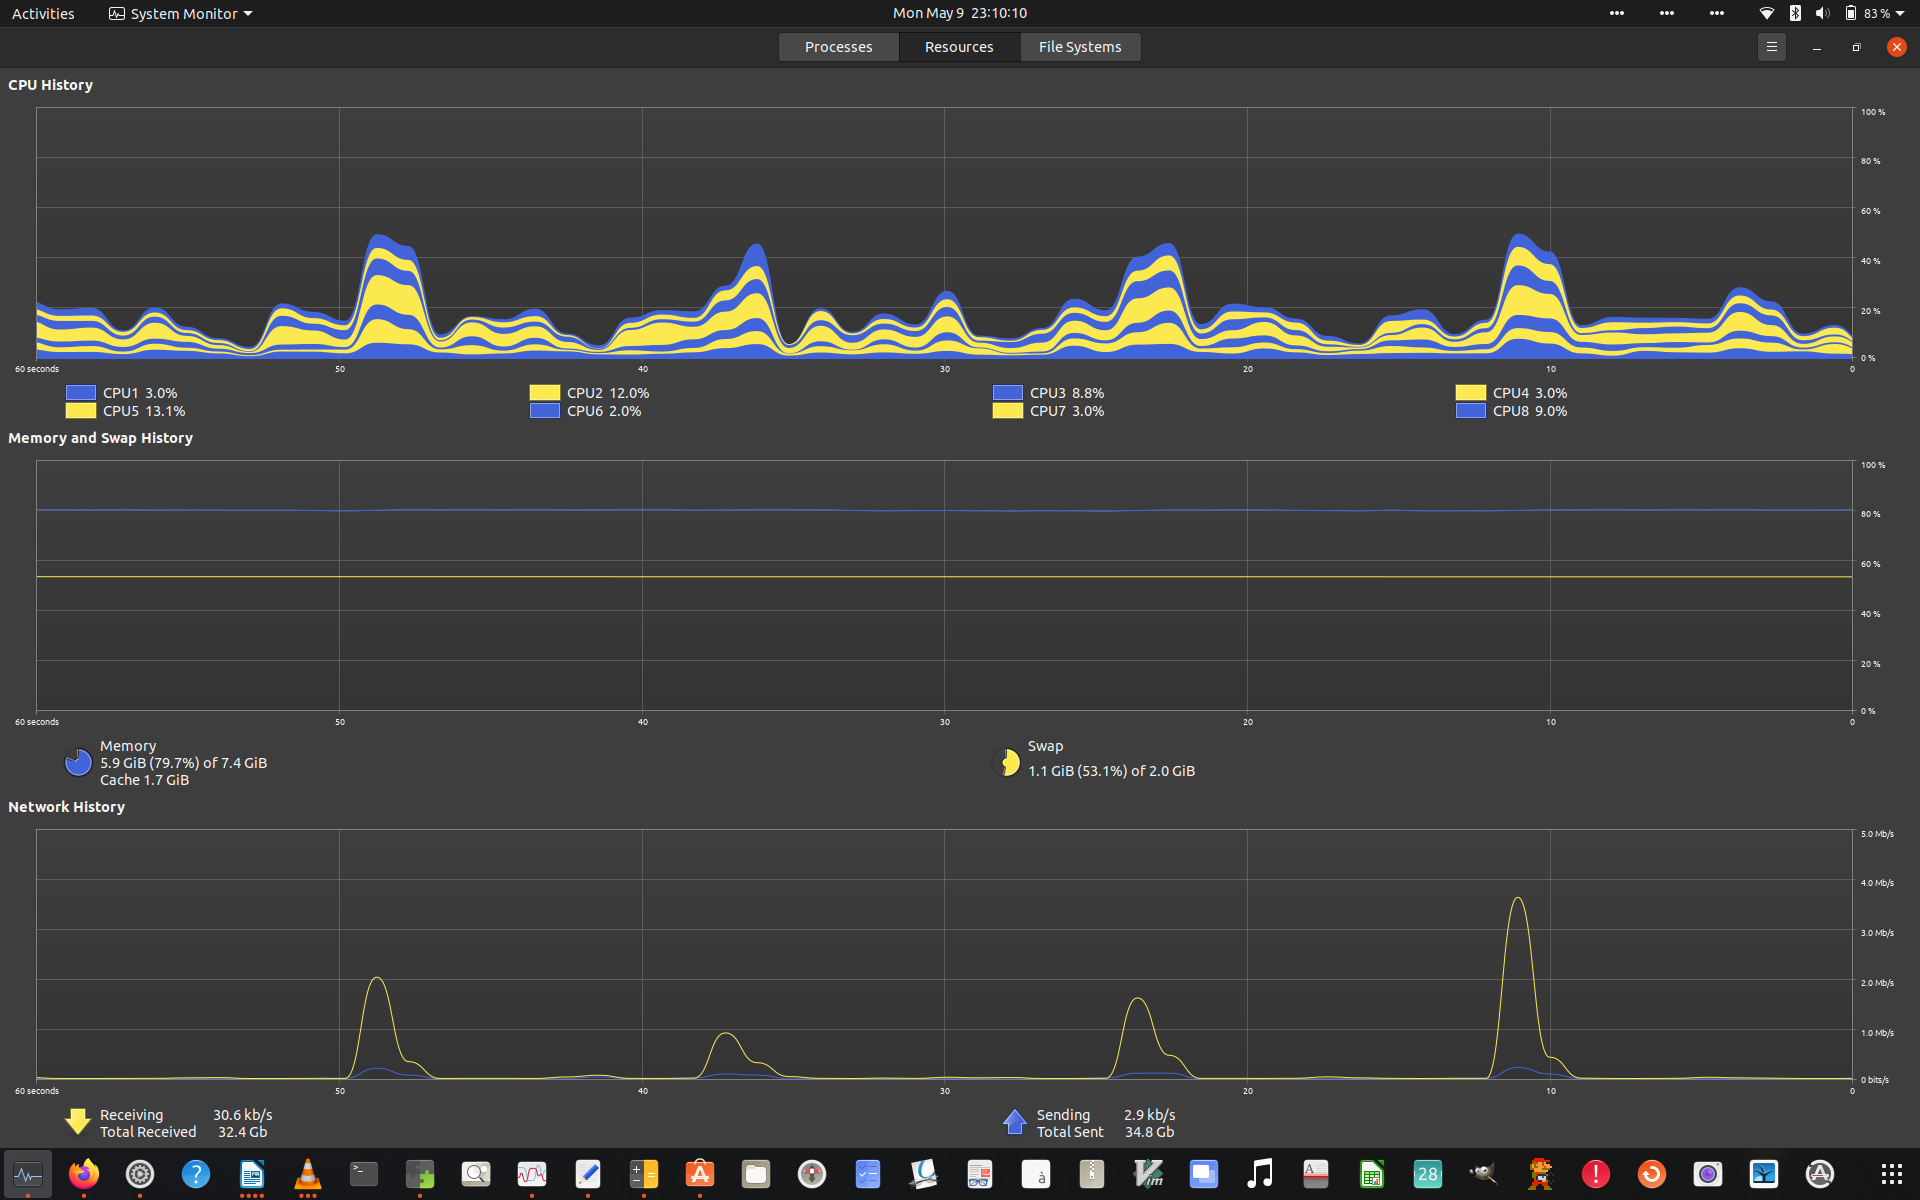 Activities System Monitor Mon May 9 23:10:10 83 %
Processes Resources File Systems
CPU History
100 %
80 %
60 %
40 %
20 %
0 %
60 seconds 50 40 30 20 10 0
CPU1 3.0% CPU2 12.0% CPU3 8.8% CPU4 3.0%
CPU5 13.1% CPU6 2.0% CPU7 3.0% CPU8 9.0%
Memory and Swap History
100 %
80 %
60 %
40 %
20 %
0 %
60 seconds 50 40 30 20 10 0
Memory
5.9 GiB (79.7%) of 7.4 GiB
Cache 1.7 GiB
Swap
1.1 GiB (53.1%) of 2.0 GiB
Network History
5.0 Mb/s
4.0 Mb/s
3.0 Mb/s
2.0 Mb/s
1.0 Mb/s
0 bits/s
60 seconds 50 40 30 20 10 0
Receiving 30.6 kb/s
Total Received 32.4 Gb
Sending 2.9 kb/s
Total Sent 34.8 Gb
? >_ à Vim A 28 !